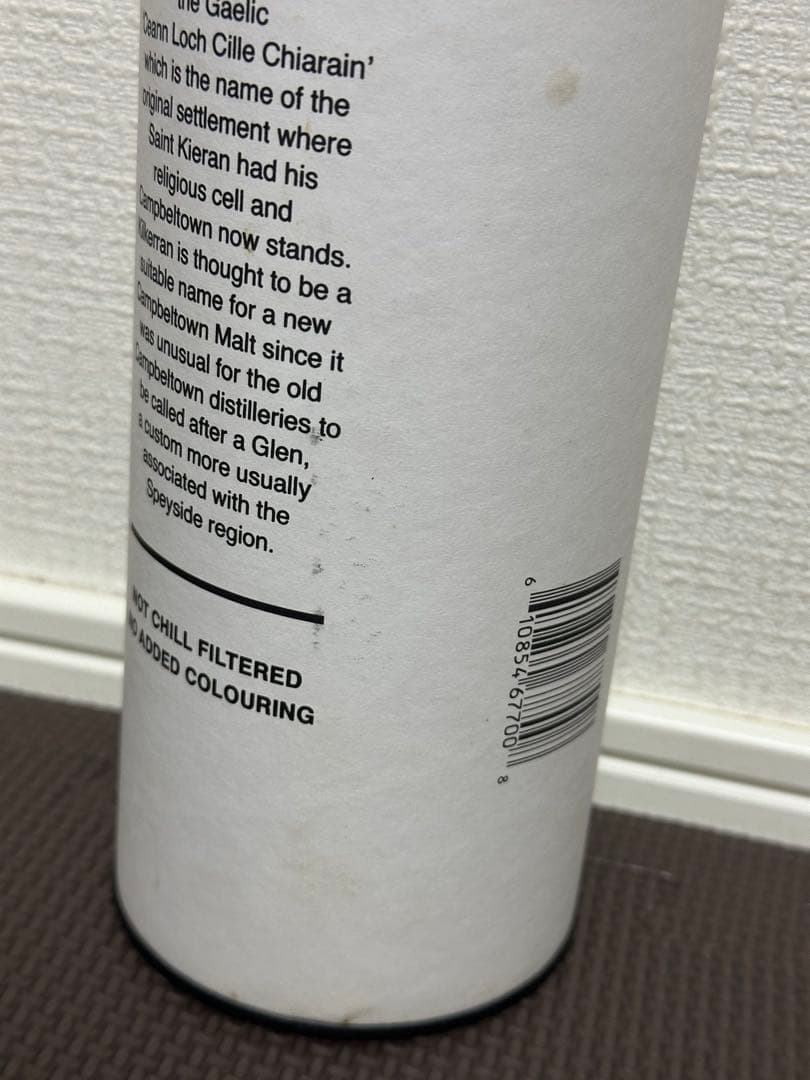 the Gaelic
'Ceann Loch Cille Chiarain'
which is the name of the
original settlement where
Saint Kieran had his
religious cell and
Campbeltown now stands.
Kilkerran is thought to be a
suitable name for a new
Campbeltown Malt since it
was unusual for the old
Campbeltown distilleries to
be called after a Glen,
a custom more usually
associated with the
Speyside region.
NOT CHILL FILTERED
NO ADDED COLOURING
6 10854 67700 8